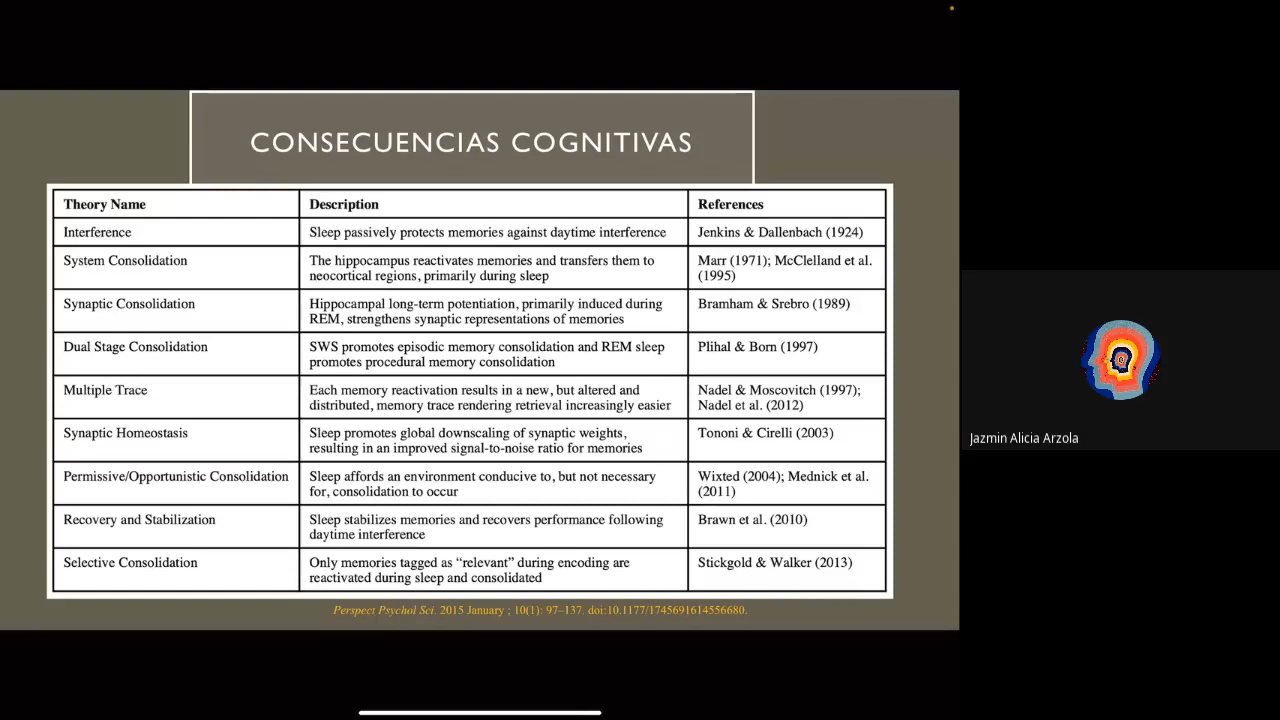 CONSECUENCIAS COGNITIVAS
Theory Name Description References
Interference Sleep passively protects memories against daytime interference Jenkins & Dallenbach (1924)
System Consolidation The hippocampus reactivates memories and transfers them to Marr (1971); McClelland et al.
neocortical regions, primarily during sleep (1995)
Synaptic Consolidation Hippocampal long-term potentiation, primarily induced during Bramham & Srebro (1989)
REM, strengthens synaptic representations of memories
Dual Stage Consolidation SWS promotes episodic memory consolidation and REM sleep Plihal & Born (1997)
promotes procedural memory consolidation
Multiple Trace Each memory reactivation results in a new, but altered and Nadel & Moscovitch (1997);
distributed, memory trace rendering retrieval increasingly easier Nadel et al. (2012)
Synaptic Homeostasis Sleep promotes global downscaling of synaptic weights, Tononi & Cirelli (2003)
resulting in an improved signal-to-noise ratio for memories
Permissive/Opportunistic Consolidation Sleep affords an environment conducive to, but not necessary Wixted (2004); Mednick et al.
for, consolidation to occur (2011)
Recovery and Stabilization Sleep stabilizes memories and recovers performance following Brawn et al. (2010)
daytime interference
Selective Consolidation Only memories tagged as “relevant” during encoding are Stickgold & Walker (2013)
reactivated during sleep and consolidated
Perspect Psychol Sci. 2015 January ; 10(1): 97–137. doi:10.1177/1745691614556680.
Jazmin Alicia Arzola